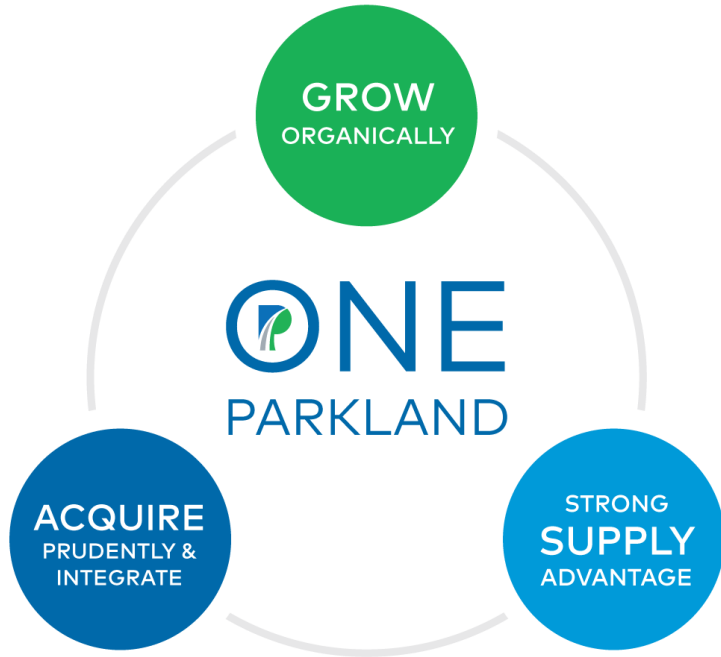 GROW
ORGANICALLY
ONE
PARKLAND
ACQUIRE
PRUDENTLY &
INTEGRATE
STRONG
SUPPLY
ADVANTAGE